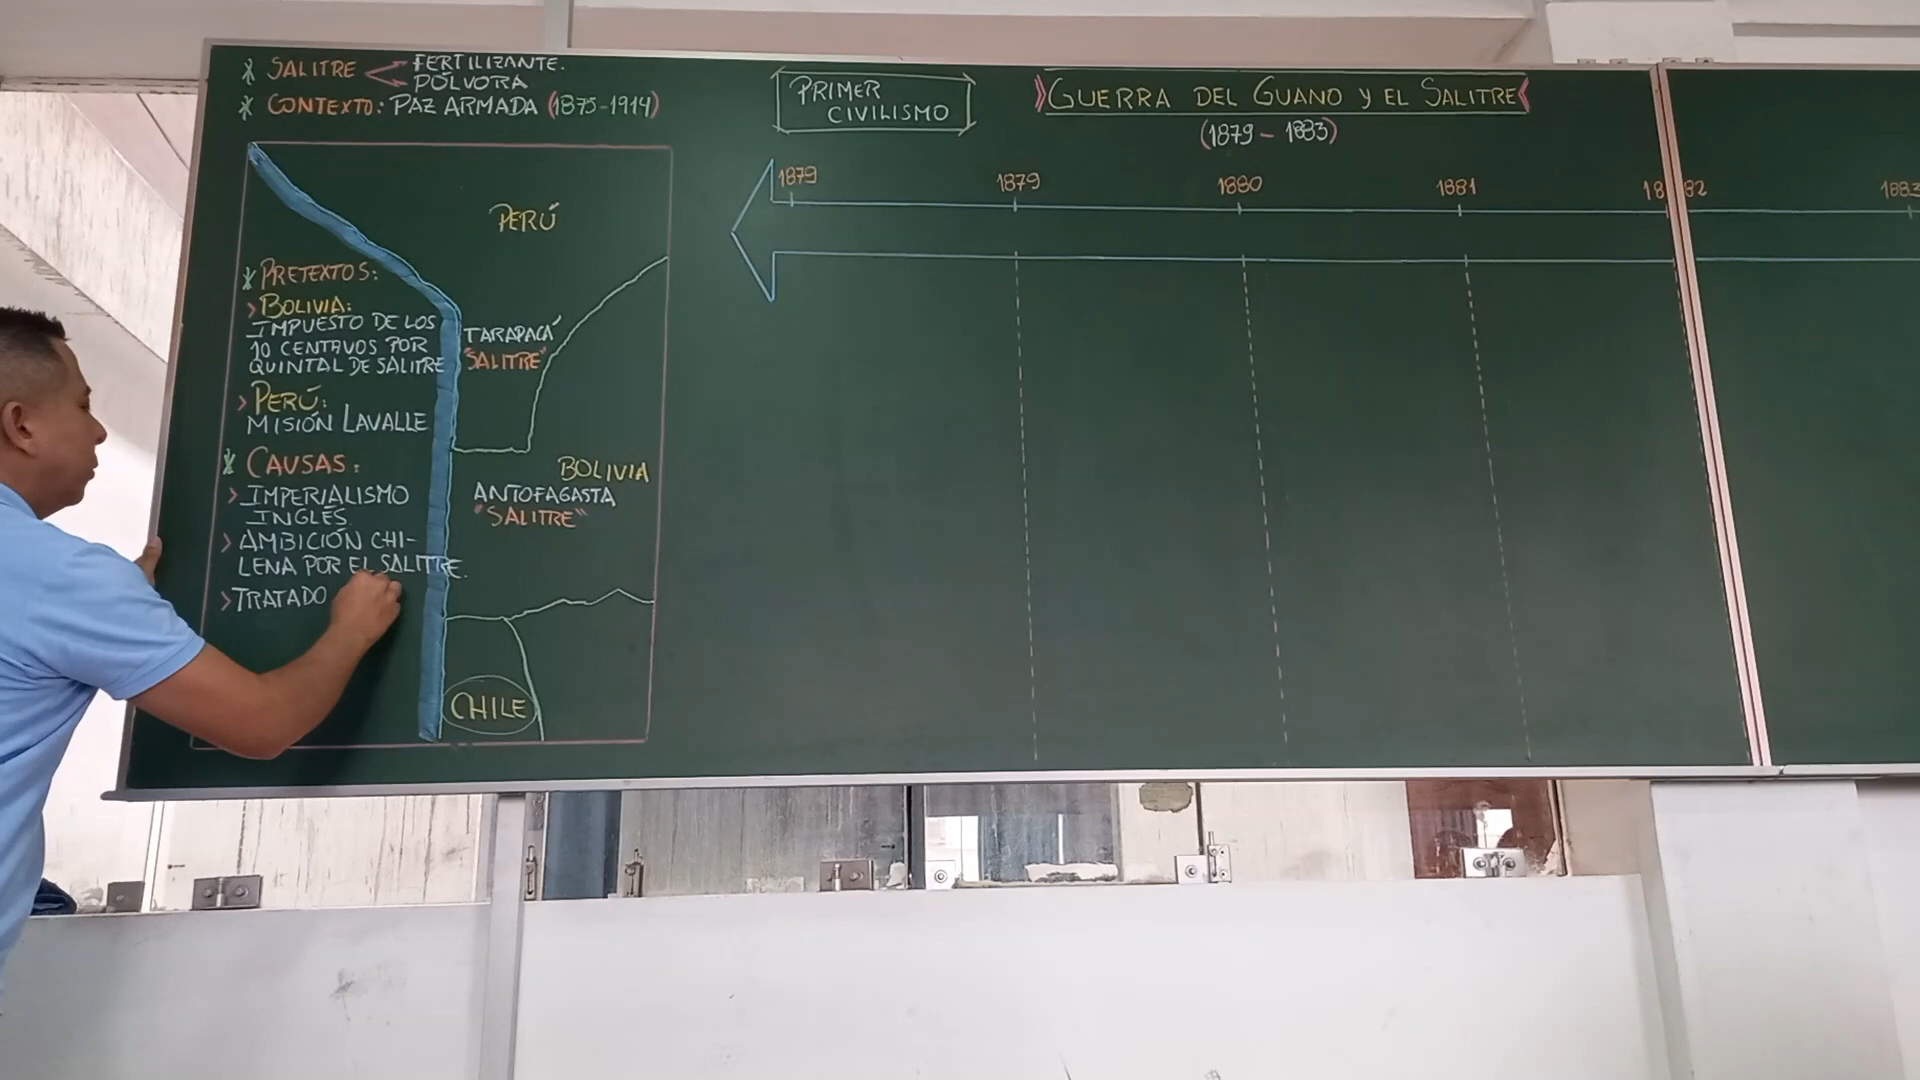 * SALITRE
FERTILIZANTE.
PÓLVORA
* CONTEXTO: PAZ ARMADA (1875-1914)
PERÚ
* PRETEXTOS:
> BOLIVIA:
IMPUESTO DE LOS
10 CENTAVOS POR
QUINTAL DE SALITRE
> PERÚ:
MISIÓN LAVALLE
* CAUSAS:
> IMPERIALISMO
INGLÉS
> AMBICIÓN CHI-
LENA POR EL SALITRE.
> TRATADO
TARAPACÁ
"SALITRE"
BOLIVIA
ANTOFAGASTA
"SALITRE"
CHILE
PRIMER
CIVILISMO
GUERRA DEL GUANO Y EL SALITRE
(1879-1883)
1879
1879
1880
1881
1882
1883